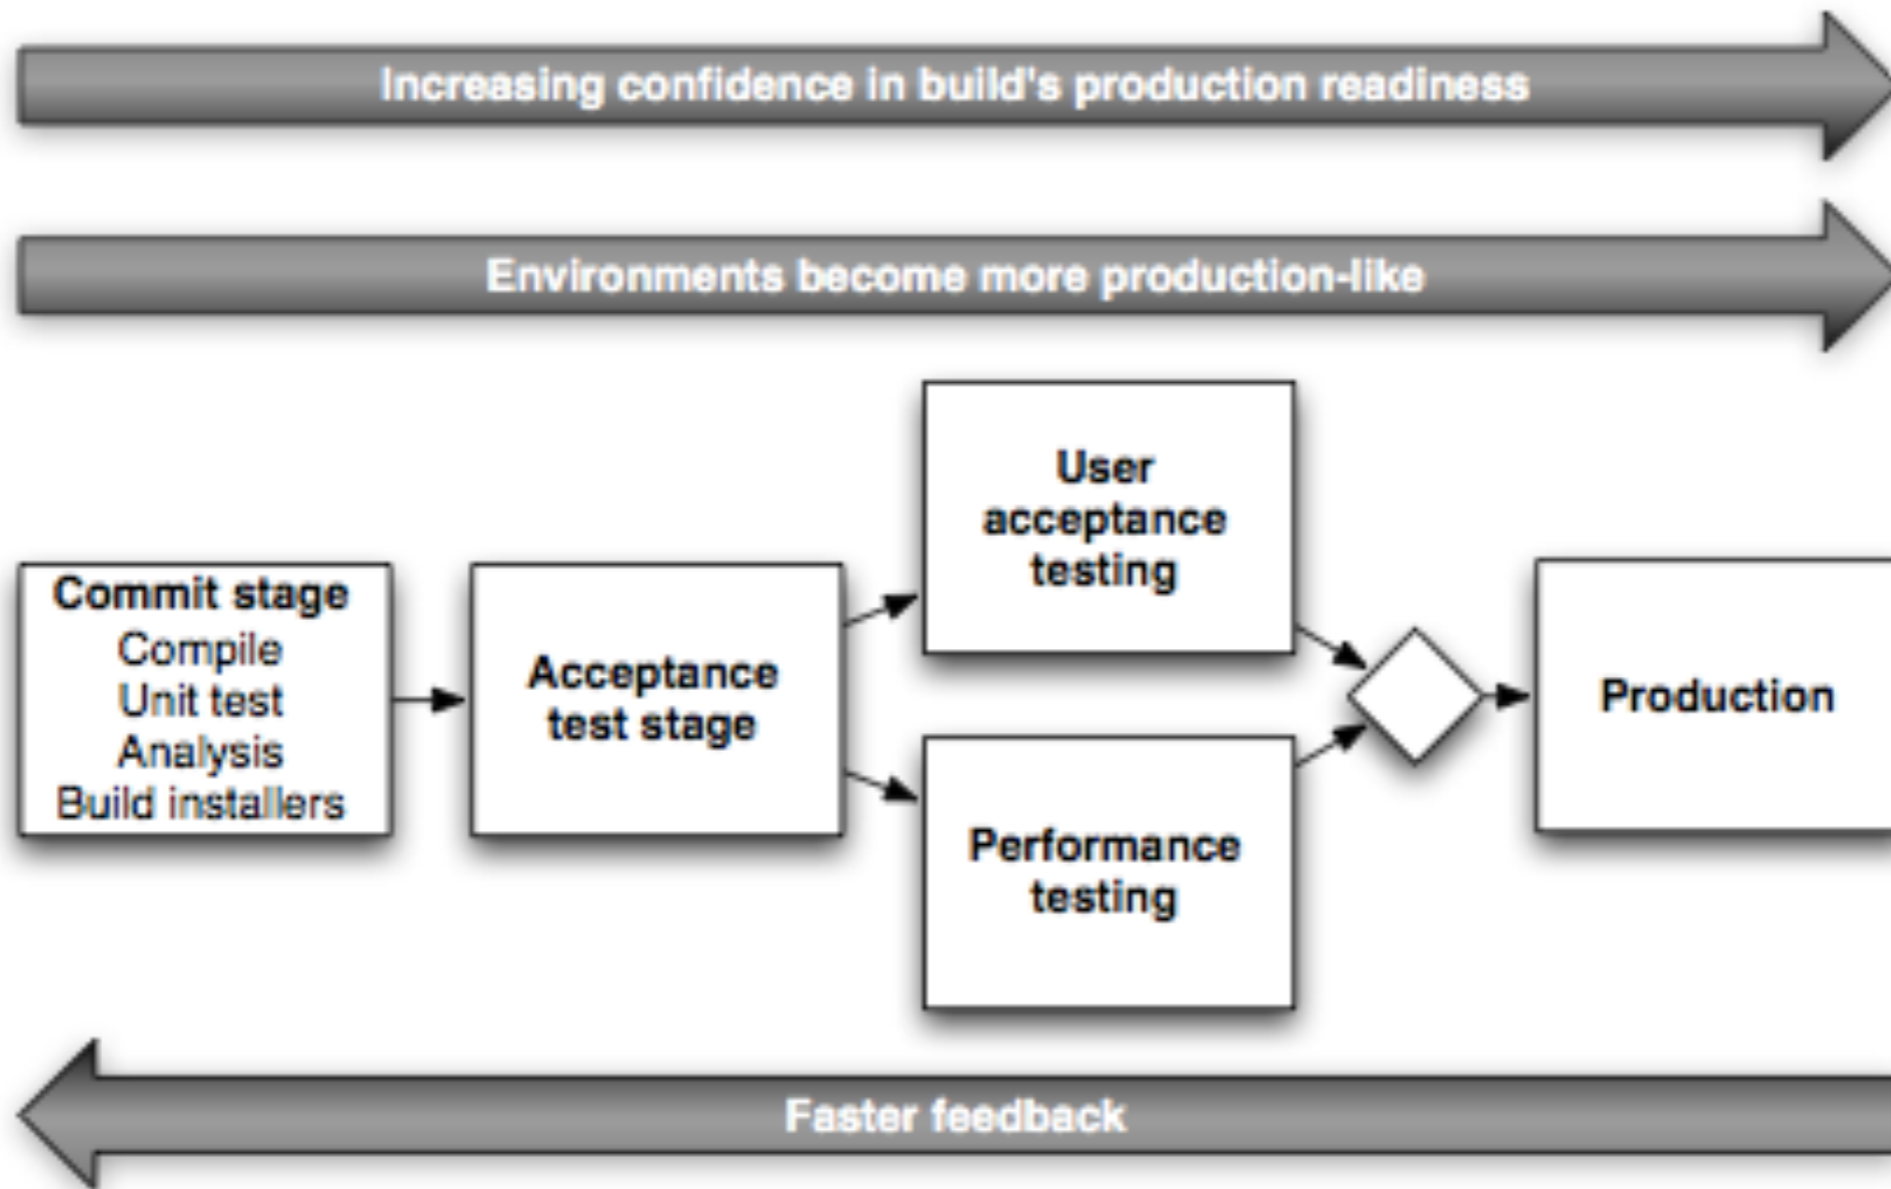 Increasing confidence in build's production readiness
Environments become more production-like
Commit stage
Compile
Unit test
Analysis
Build installers
Acceptance
test stage
User
acceptance
testing
Performance
testing
Production
Faster feedback